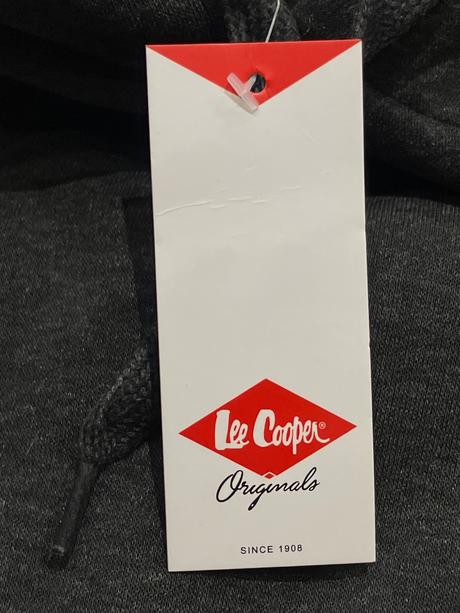 Lee Cooper®
Originals
SINCE 1908